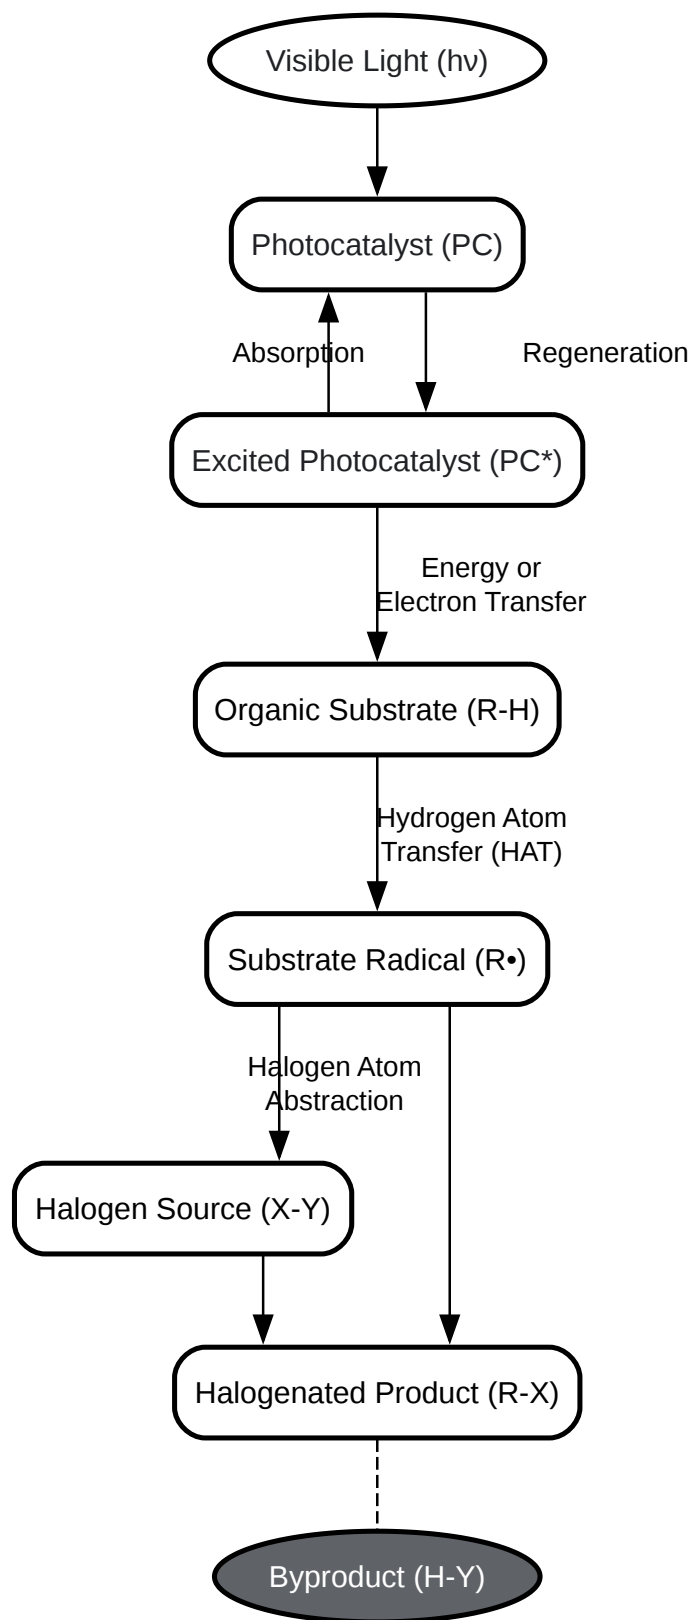 Visible Light (hν)
Photocatalyst (PC)
Absorption
Regeneration
Excited Photocatalyst (PC*)
Energy or
Electron Transfer
Organic Substrate (R-H)
Hydrogen Atom
Transfer (HAT)
Substrate Radical (R•)
Halogen Atom
Abstraction
Halogen Source (X-Y)
Halogenated Product (R-X)
Byproduct (H-Y)